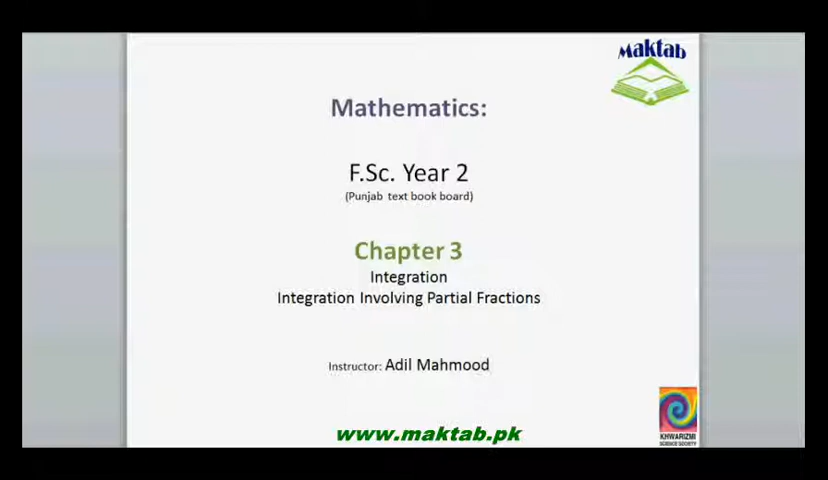 Maktab
Mathematics:
F.Sc. Year 2
(Punjab text book board)
Chapter 3
Integration
Integration Involving Partial Fractions
Instructor: Adil Mahmood
KHWARIZMI
SCIENCE SOCIETY
www.maktab.pk